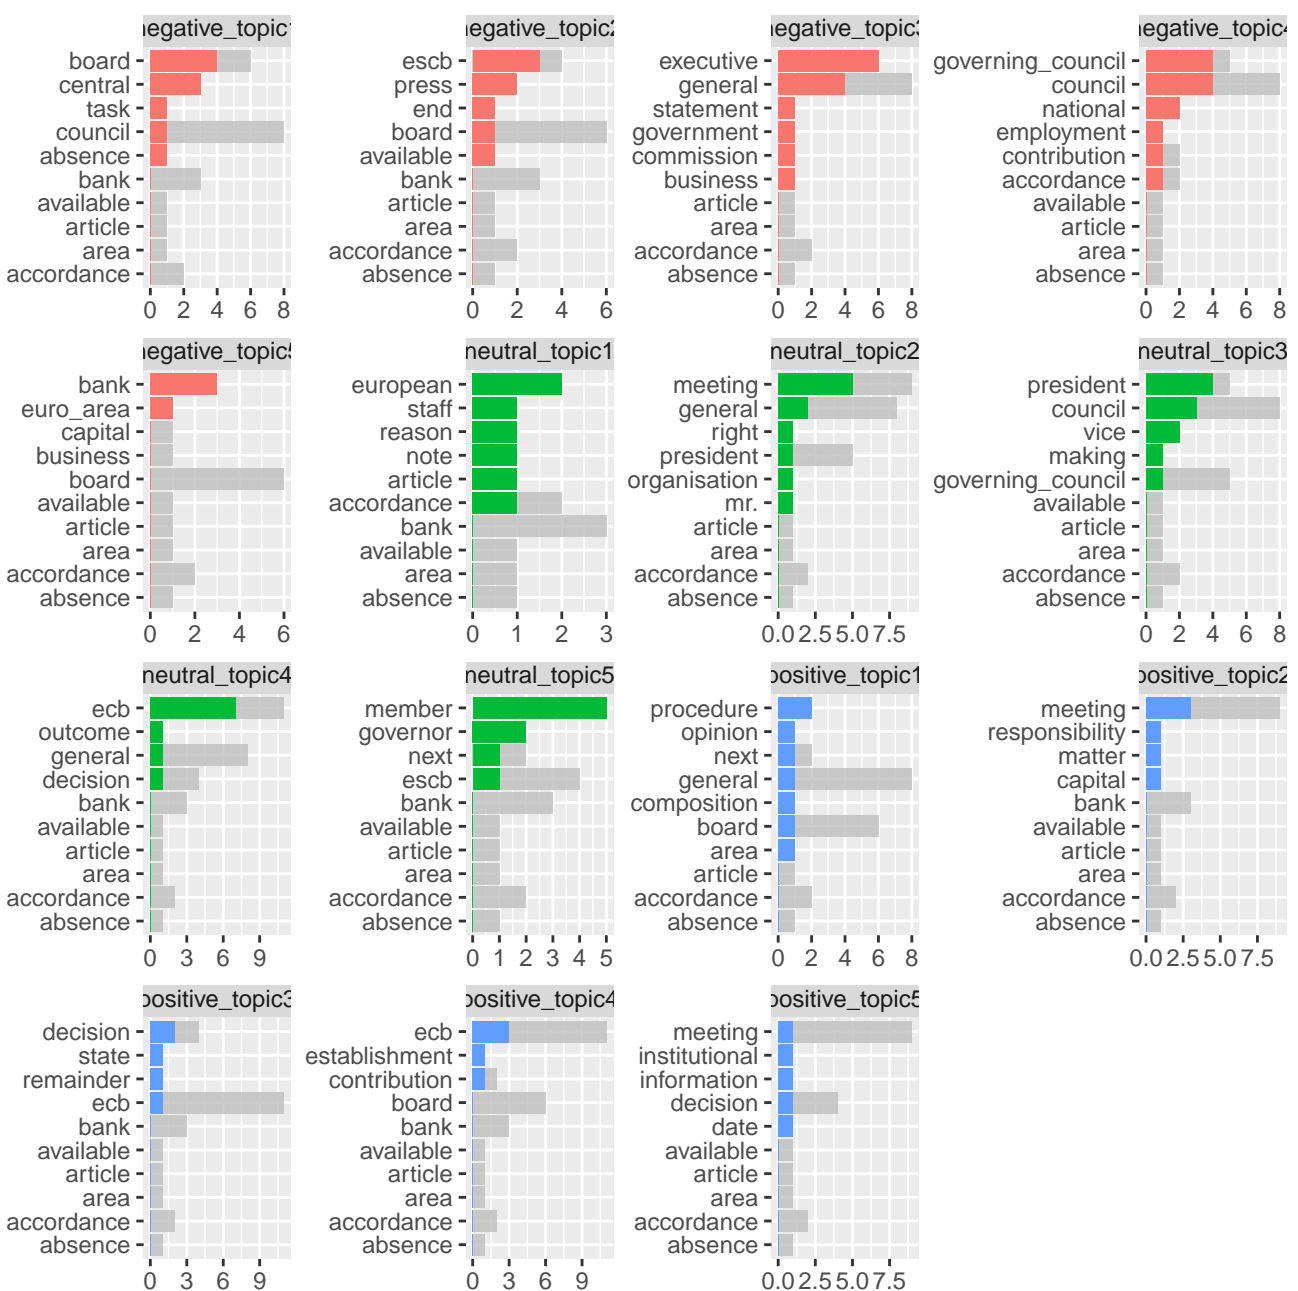 negative_topic1
board
central
task
council
absence
bank
available
article
area
accordance
0 2 4 6 8
negative_topic2
escb
press
end
board
available
bank
article
area
accordance
absence
0 2 4 6
negative_topic3
executive
general
statement
government
commission
business
article
area
accordance
absence
0 2 4 6 8
negative_topic4
governing_council
council
national
employment
contribution
accordance
available
article
area
absence
0 2 4 6 8
negative_topic5
bank
euro_area
capital
business
board
available
article
area
accordance
absence
0 2 4 6
neutral_topic1
european
staff
reason
note
article
accordance
bank
available
area
absence
0 1 2 3
neutral_topic2
meeting
general
right
president
organisation
mr.
article
area
accordance
absence
0.0 2.5 5.0 7.5
neutral_topic3
president
council
vice
making
governing_council
available
article
area
accordance
absence
0 2 4 6 8
neutral_topic4
ecb
outcome
general
decision
bank
available
article
area
accordance
absence
0 3 6 9
neutral_topic5
member
governor
next
escb
bank
available
article
area
accordance
absence
0 1 2 3 4 5
positive_topic1
procedure
opinion
next
general
composition
board
area
article
accordance
absence
0 2 4 6 8
positive_topic2
meeting
responsibility
matter
capital
bank
available
article
area
accordance
absence
0.0 2.5 5.0 7.5
positive_topic3
decision
state
remainder
ecb
bank
available
article
area
accordance
absence
0 3 6 9
positive_topic4
ecb
establishment
contribution
board
bank
available
article
area
accordance
absence
0 3 6 9
positive_topic5
meeting
institutional
information
decision
date
available
article
area
accordance
absence
0.0 2.5 5.0 7.5